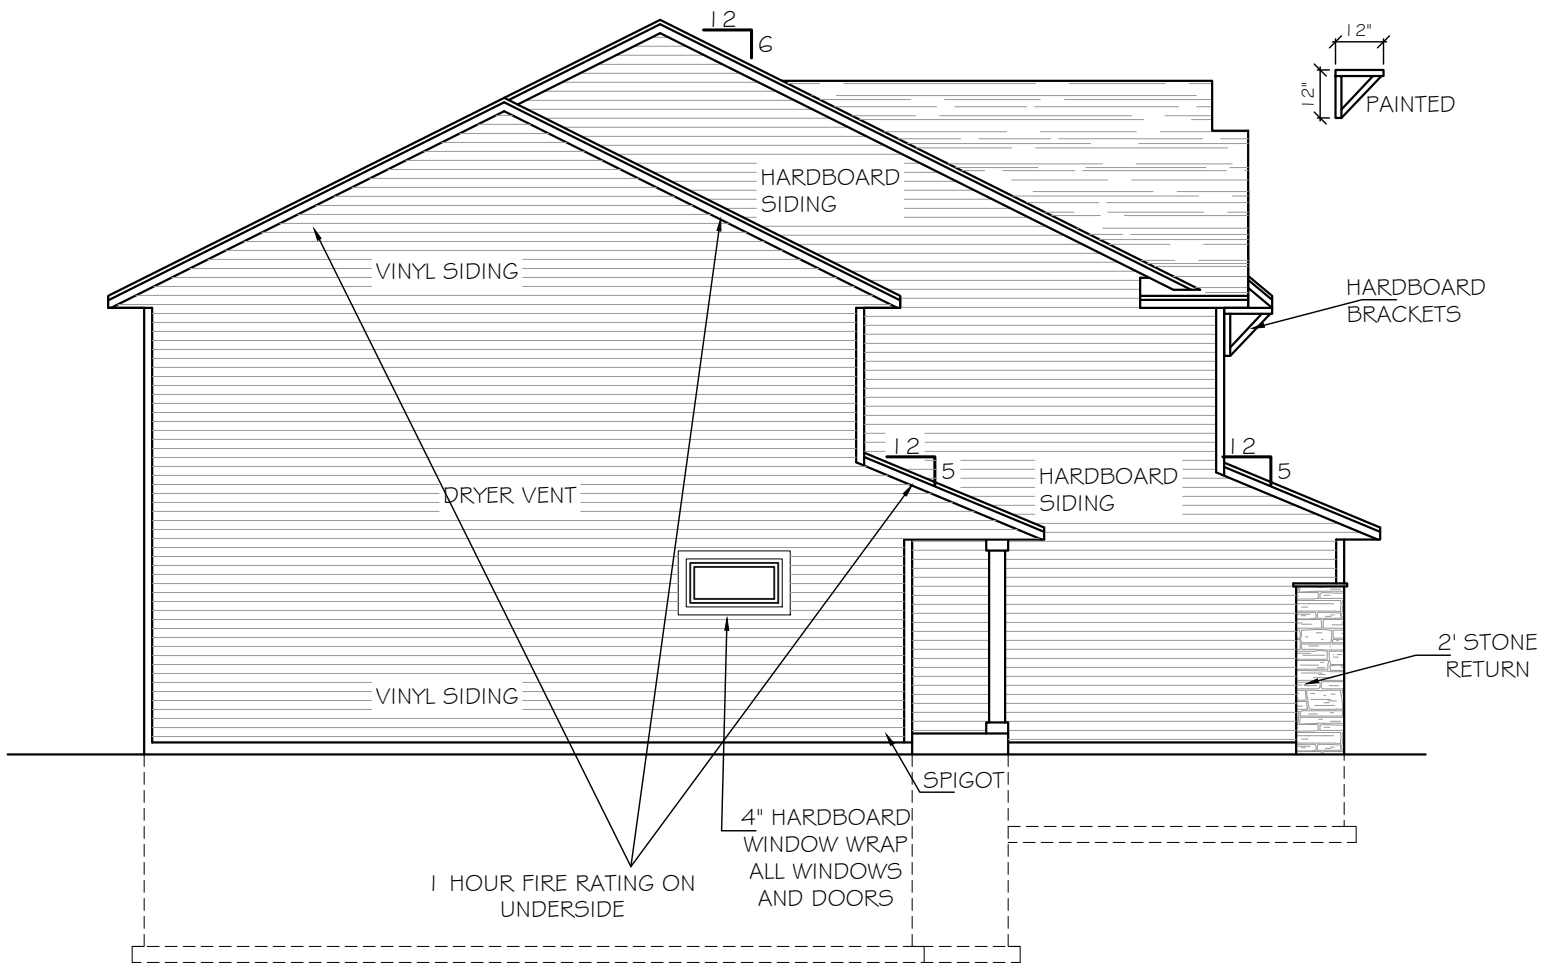 12
6
12"
12"
PAINTED
HARDBOARD
SIDING
VINYL SIDING
HARDBOARD
BRACKETS
12
5
12
5
HARDBOARD
SIDING
DRYER VENT
2' STONE
RETURN
VINYL SIDING
SPIGOT
4" HARDBOARD
WINDOW WRAP
ALL WINDOWS
AND DOORS
1 HOUR FIRE RATING ON
UNDERSIDE